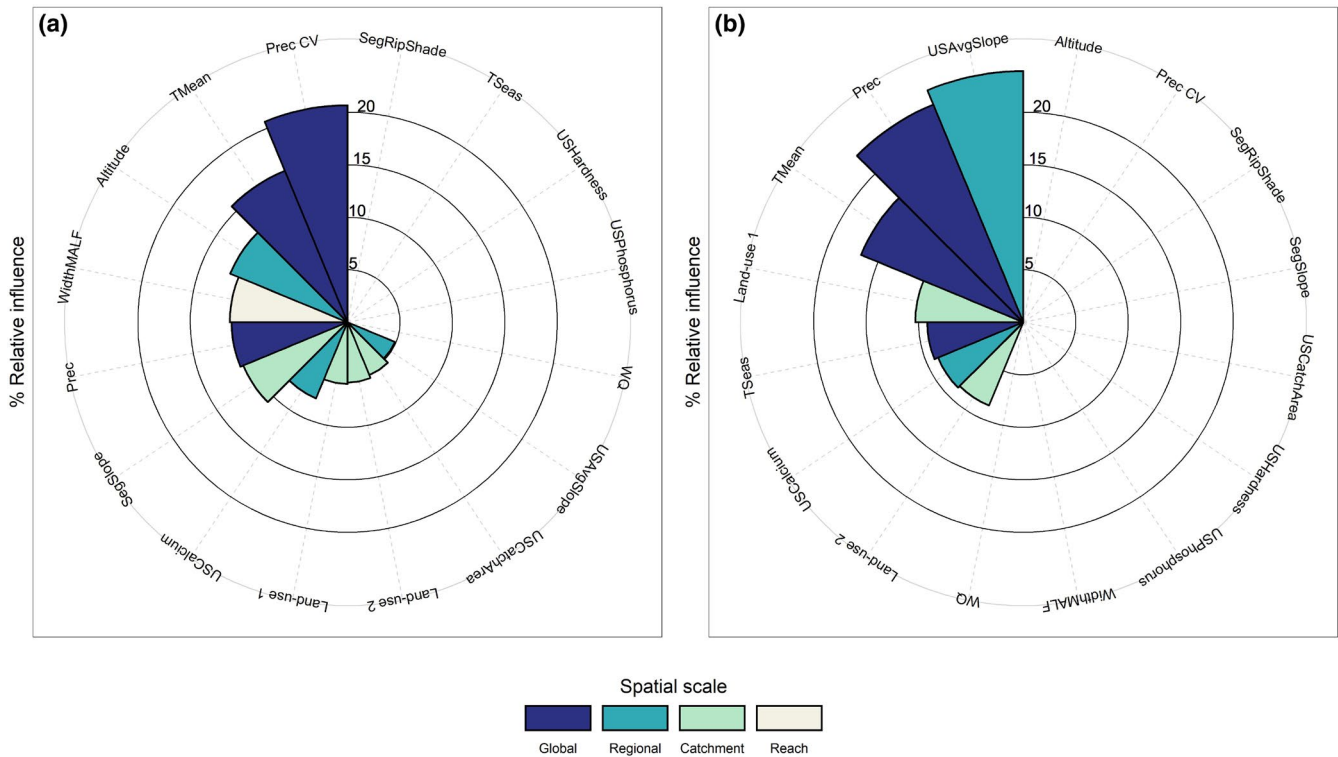 (a)
Prec CV
SegRipShade
TSeas
USHardness
USPhosphorus
WQ
USAvgSlope
USCatchArea
Land-use 2
Land-use 1
USCalcium
SegSlope
Prec
WidthMALF
Altitude
TMean
20
15
10
5
% Relative influence
(b)
USAvgSlope
Altitude
Prec CV
SegRipShade
SegSlope
USCatchArea
USHardness
USPhosphorus
WidthMALF
WQ
Land-use 2
USCalcium
TSeas
Land-use 1
TMean
Prec
20
15
10
5
% Relative influence
Spatial scale
Global
Regional
Catchment
Reach